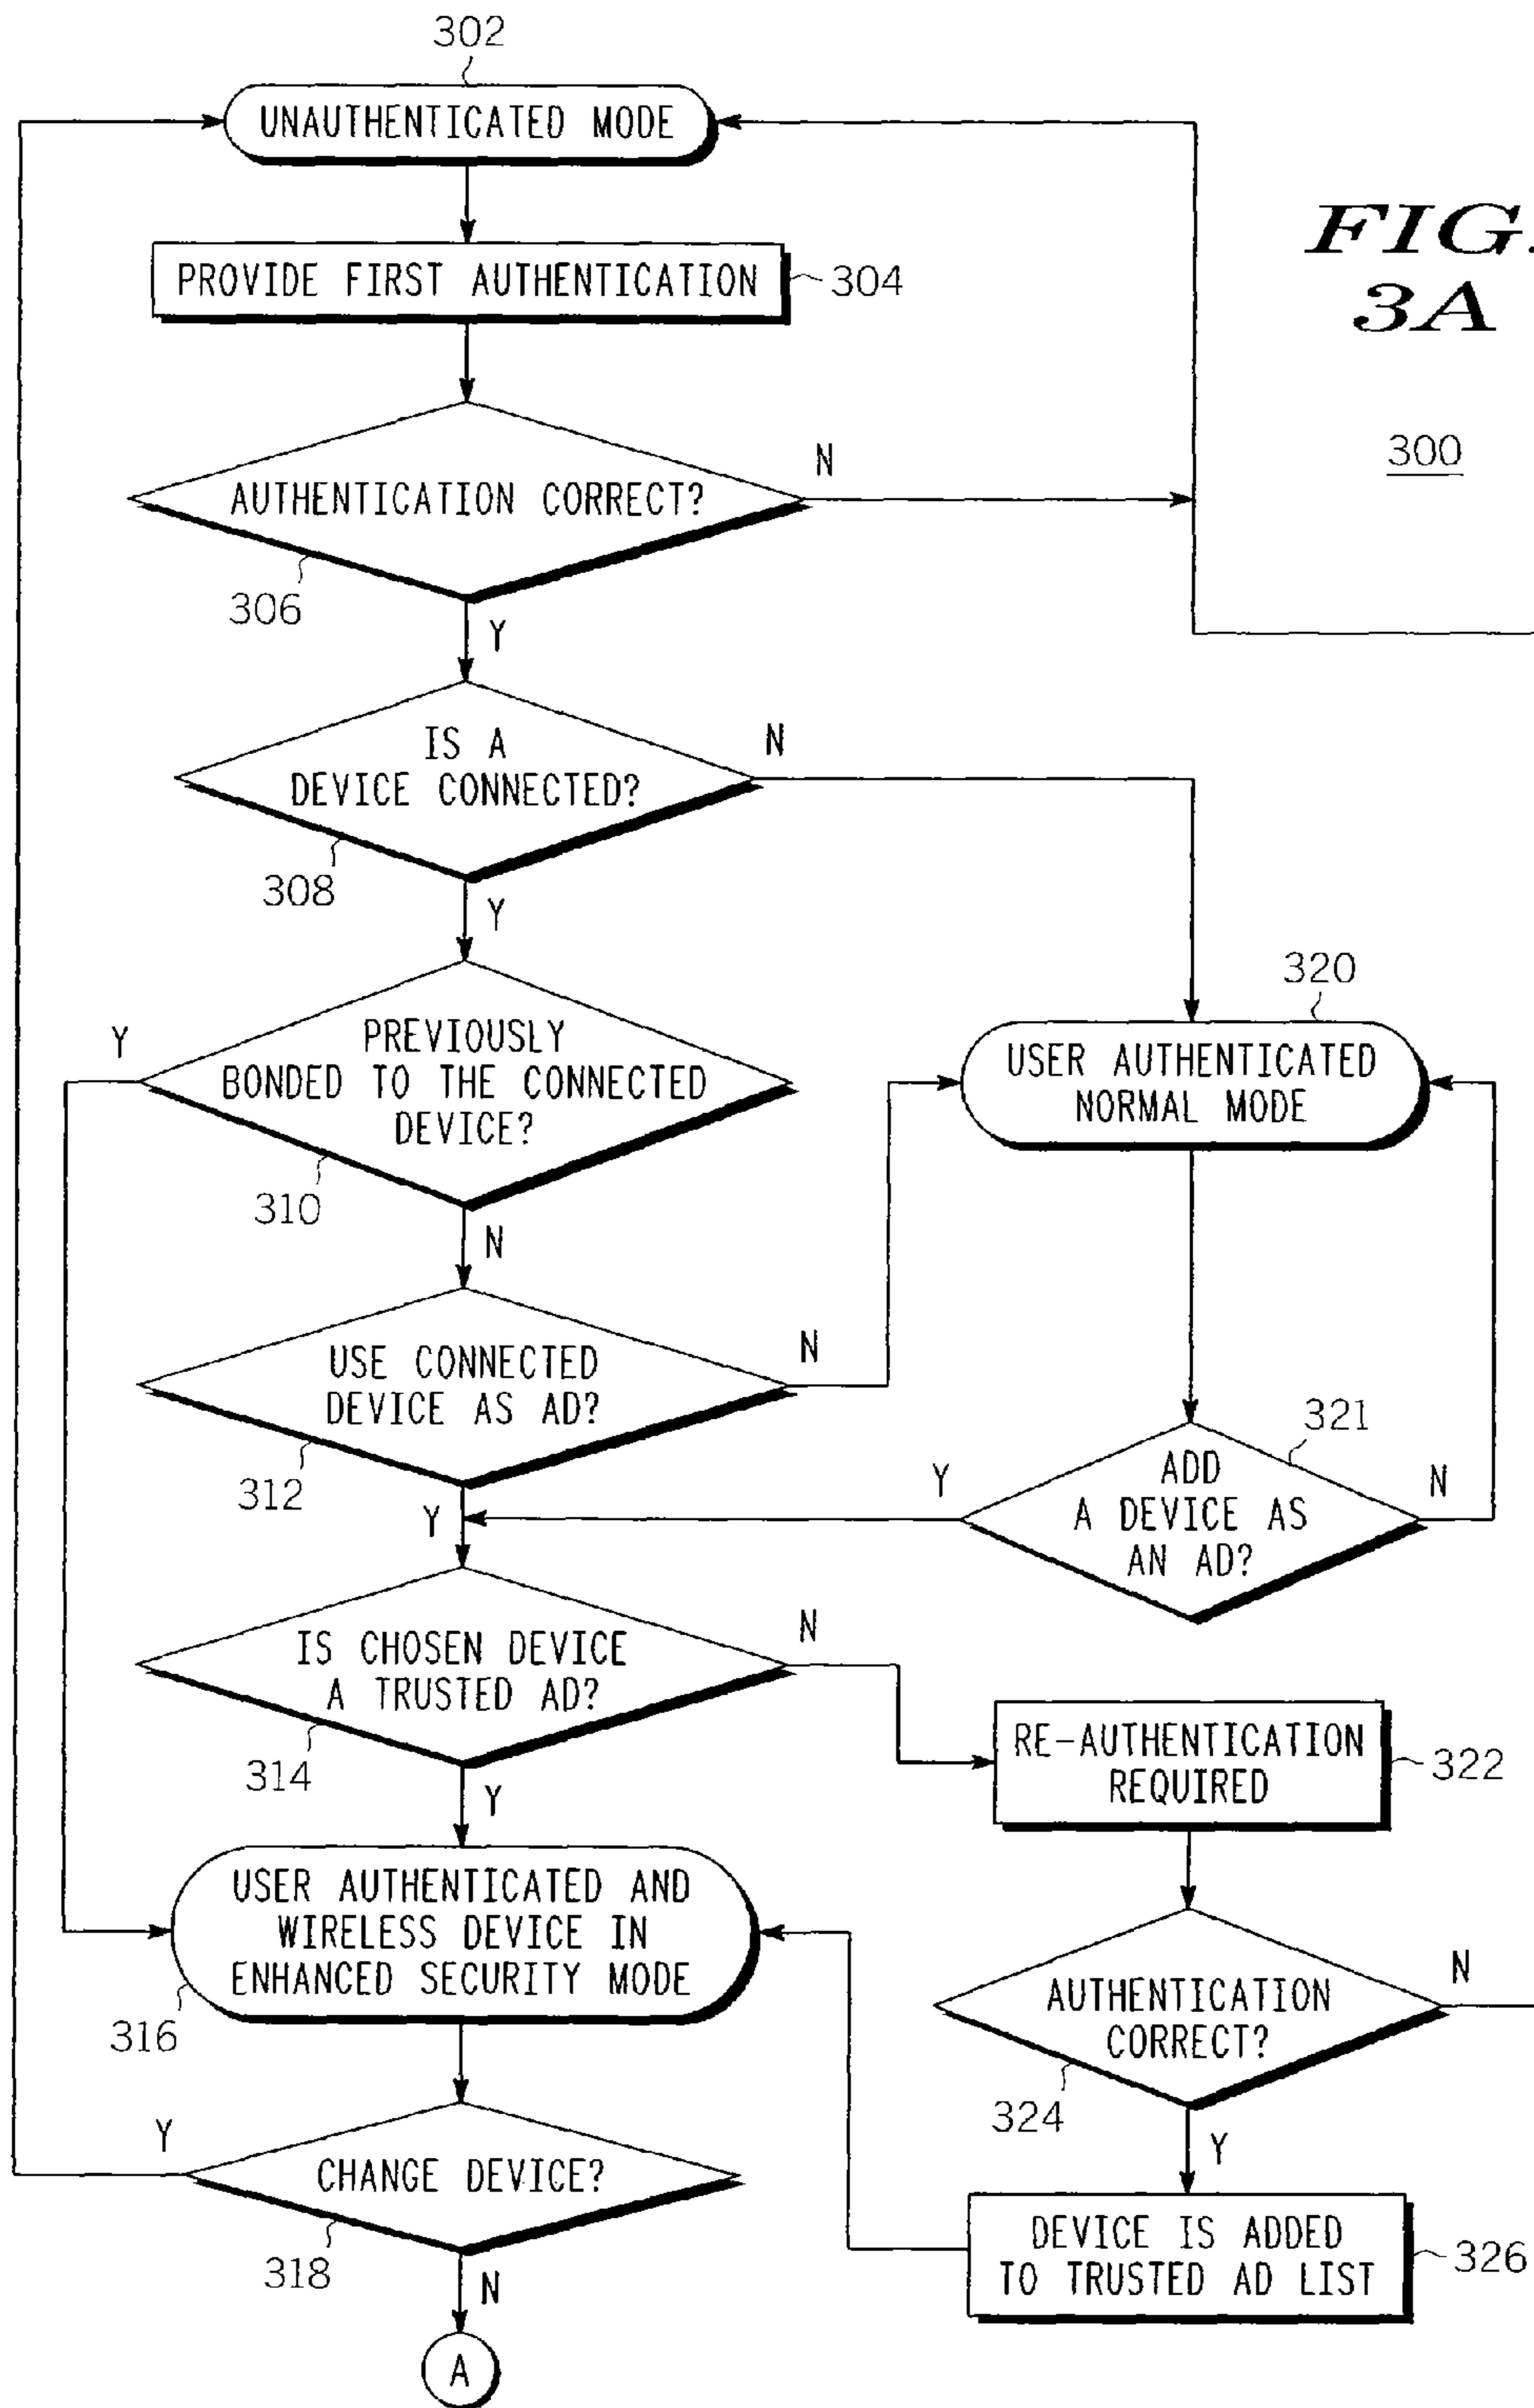 302
UNAUTHENTICATED MODE
FIG.
3A
300
PROVIDE FIRST AUTHENTICATION
304
AUTHENTICATION CORRECT?
N
306
Y
IS A
DEVICE CONNECTED?
N
308
Y
PREVIOUSLY
BONDED TO THE CONNECTED
DEVICE?
Y
310
N
320
USER AUTHENTICATED
NORMAL MODE
USE CONNECTED
DEVICE AS AD?
N
312
Y
321
ADD
A DEVICE AS
AN AD?
Y
N
IS CHOSEN DEVICE
A TRUSTED AD?
N
314
Y
RE-AUTHENTICATION
REQUIRED
322
USER AUTHENTICATED AND
WIRELESS DEVICE IN
ENHANCED SECURITY MODE
316
AUTHENTICATION
CORRECT?
N
324
Y
CHANGE DEVICE?
Y
318
N
DEVICE IS ADDED
TO TRUSTED AD LIST
326
A